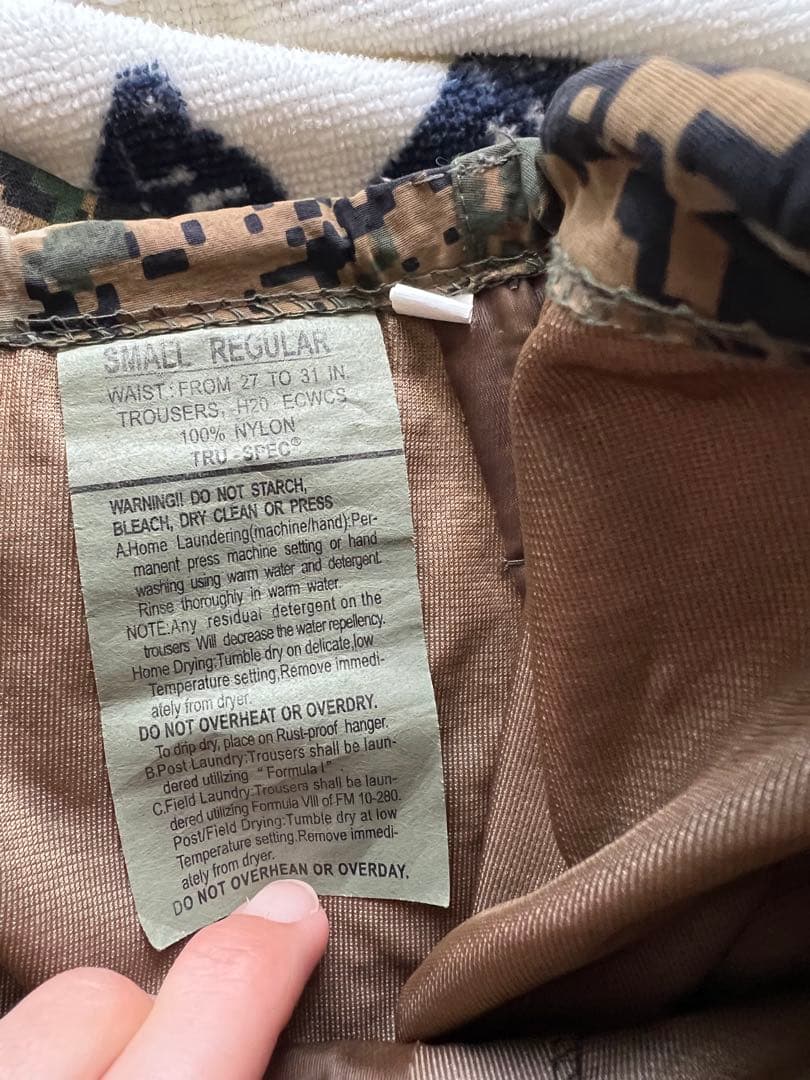 SMALL REGULAR
WAIST: FROM 27 TO 31 IN.
TROUSERS, H20 ECWCS
100% NYLON
TRU-SPEC®
WARNING!! DO NOT STARCH,
BLEACH, DRY CLEAN OR PRESS
A.Home Laundering(machine/hand):Per-
manent press machine setting or hand
washing using warm water and detergent.
Rinse thoroughly in warm water.
NOTE:Any residual detergent on the
trousers Will decrease the water repellency.
Home Drying:Tumble dry on delicate,low
Temperature setting,Remove immedi-
ately from dryer.
DO NOT OVERHEAT OR OVERDRY.
To drip dry, place on Rust-proof hanger.
B.Post Laundry:Trousers shall be laun-
dered utilizing "Formula I".
C.Field Laundry:Trousers shall be laun-
dered utilizing Formula VIII of FM 10-280.
Post/Field Drying:Tumble dry at low
Temperature setting.Remove immedi-
ately from dryer.
DO NOT OVERHEAN OR OVERDAY.